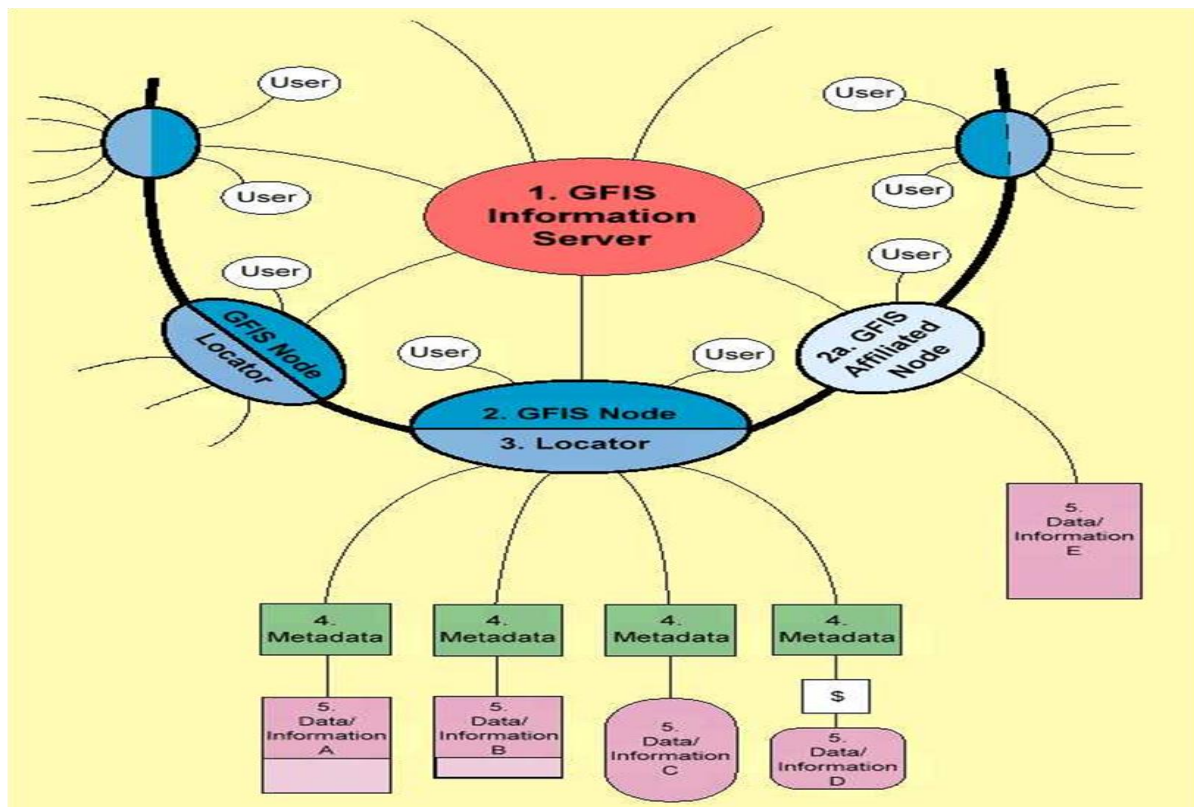 User
User
User
User
1. GFIS
Information
Server
User
User
GFIS Node
Locator
User
User
2a. GFIS
Affiliated
Node
2. GFIS Node
3. Locator
5.
Data/
Information
E
4.
Metadata
4.
Metadata
4.
Metadata
4.
Metadata
$
5.
Data/
Information
A
5.
Data/
Information
B
5.
Data/
Information
C
5.
Data/
Information
D